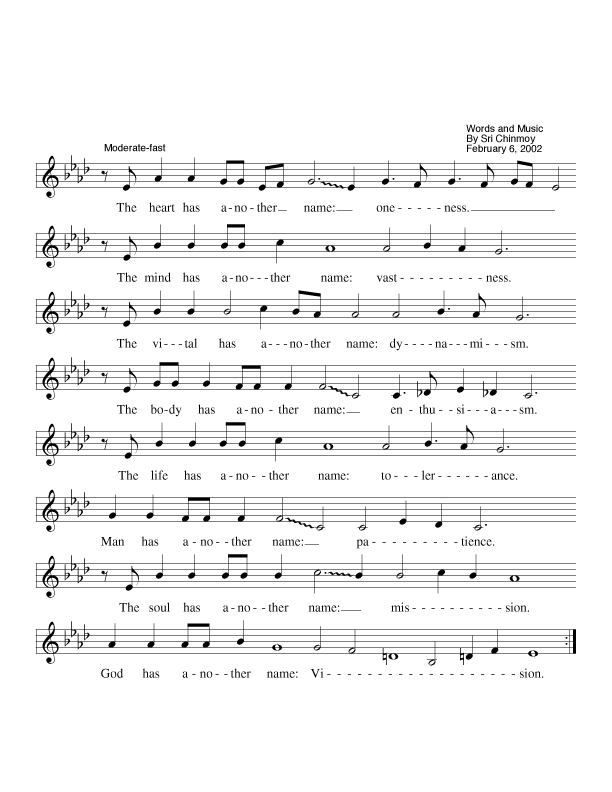 Words and Music
By Sri Chinmoy
February 6, 2002
Moderate-fast
The heart has a-no-ther name: one-----ness.
The mind has a-no---ther name: vast----------ness.
The vi--tal has a---no--ther name: dy---na--mi---sm.
The bo-dy has a-no---ther name: en---thu---si----a---sm.
The life has a-no---ther name: to---ler--------ance.
Man has a-no--ther name: pa----------tience.
The soul has a-no--ther name: mis----------sion.
God has a-no--ther name: Vi----------------------sion.